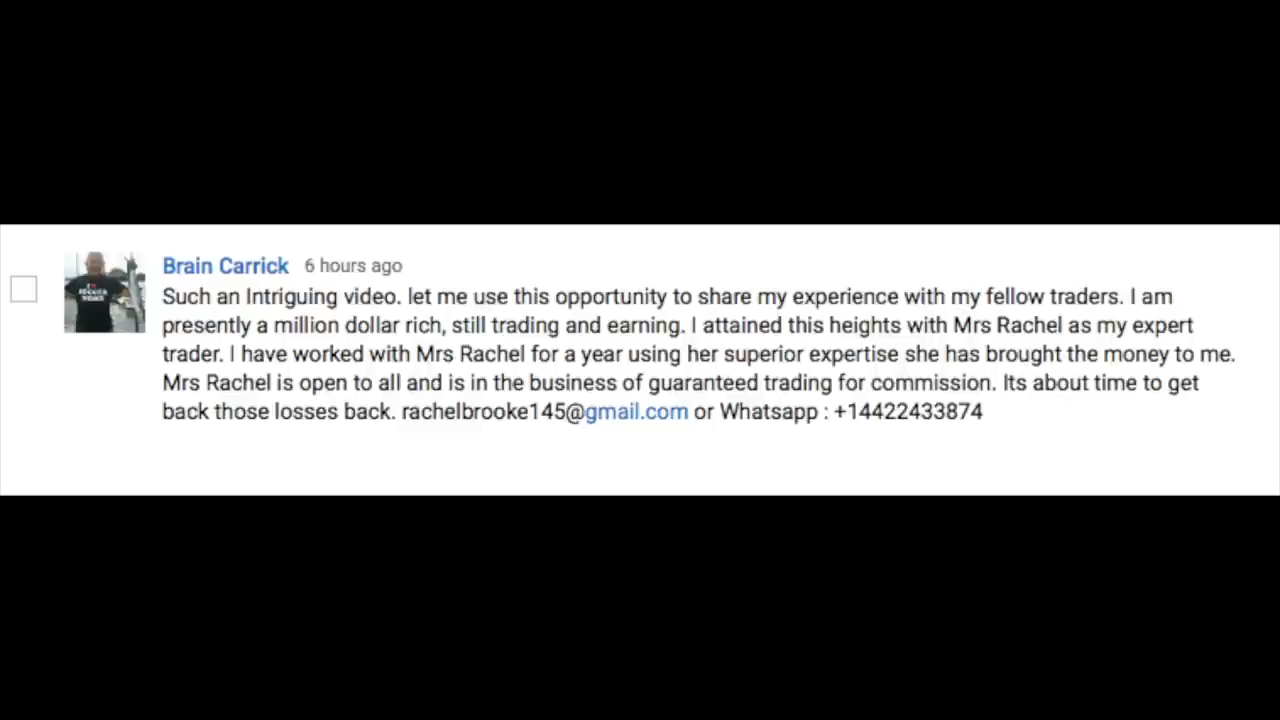 Brain Carrick 6 hours ago
Such an Intriguing video. let me use this opportunity to share my experience with my fellow traders. I am
presently a million dollar rich, still trading and earning. I attained this heights with Mrs Rachel as my expert
trader. I have worked with Mrs Rachel for a year using her superior expertise she has brought the money to me.
Mrs Rachel is open to all and is in the business of guaranteed trading for commission. Its about time to get
back those losses back. rachelbrooke145@gmail.com or Whatsapp : +14422433874